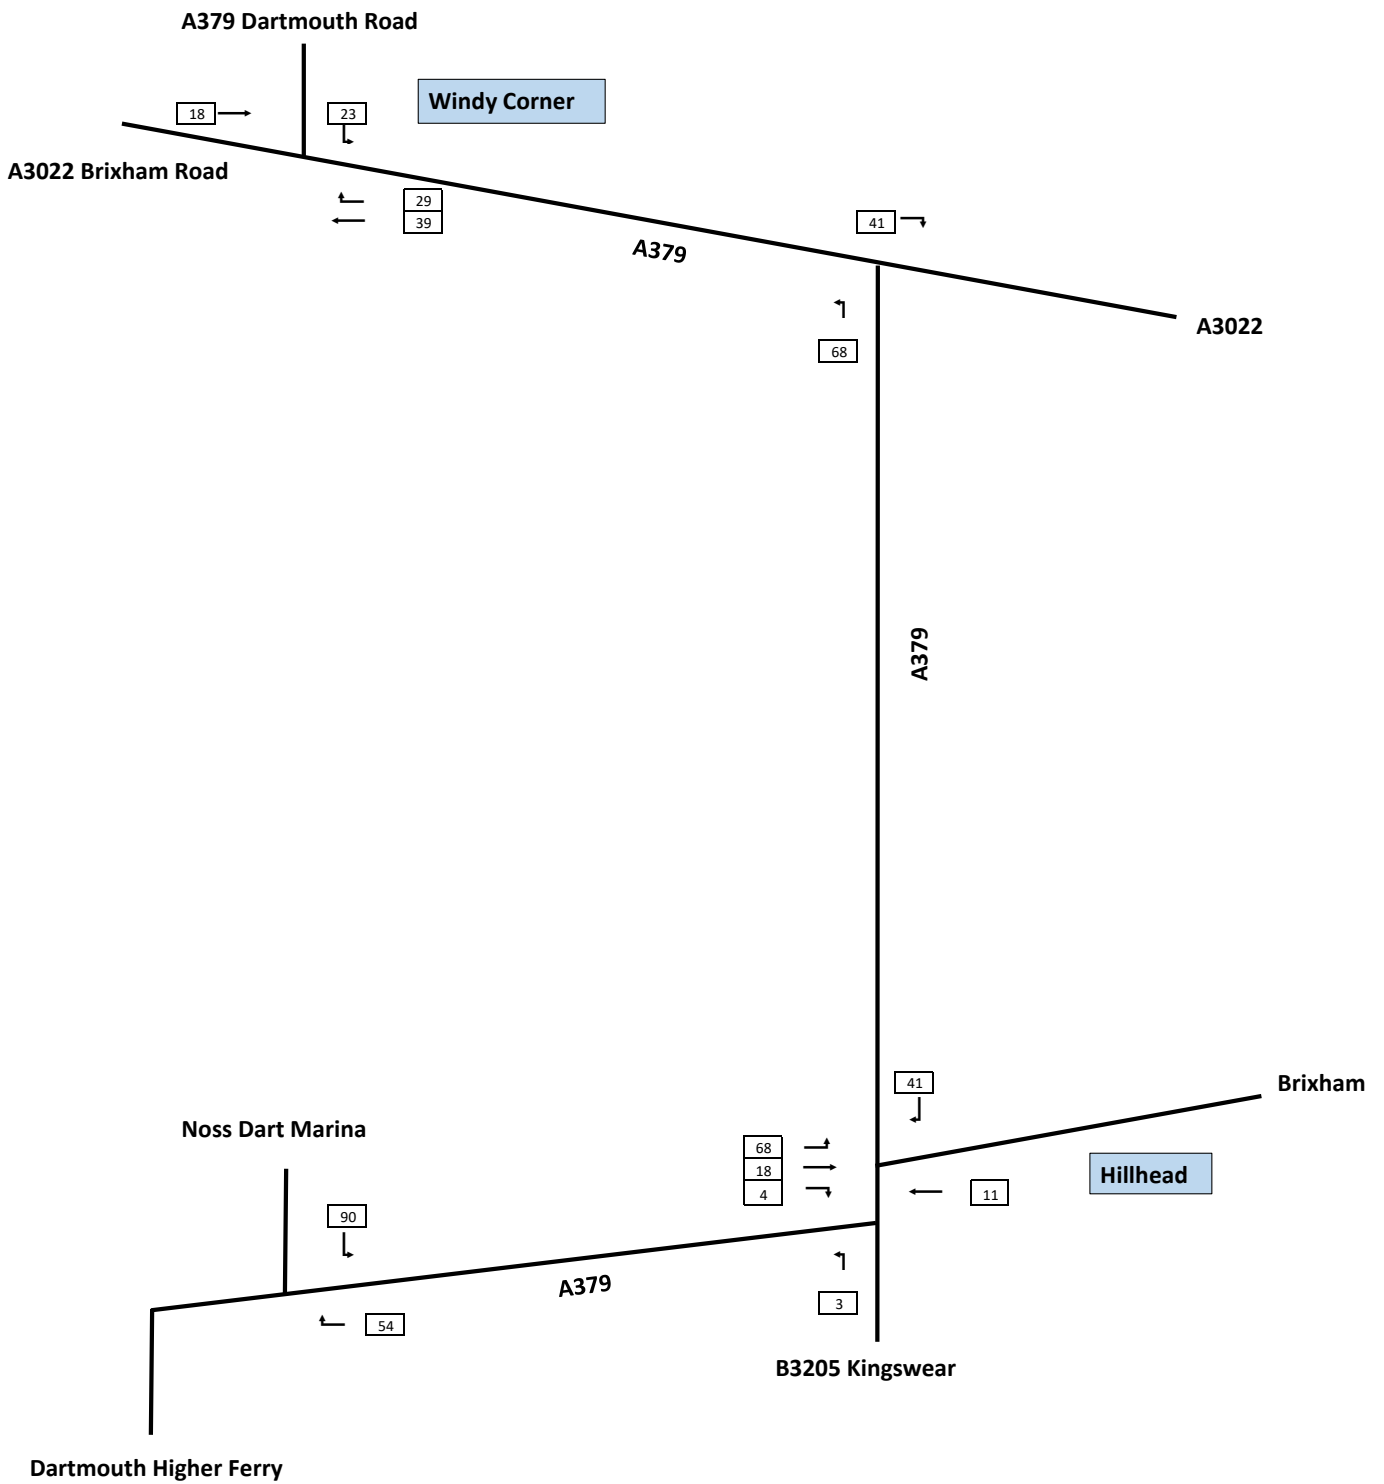 A379 Dartmouth Road
Windy Corner
18
23
A3022 Brixham Road
29
39
41
A379
A3022
68
A379
41
Brixham
Noss Dart Marina
68
18
4
Hillhead
11
90
A379
3
54
B3205 Kingswear
Dartmouth Higher Ferry